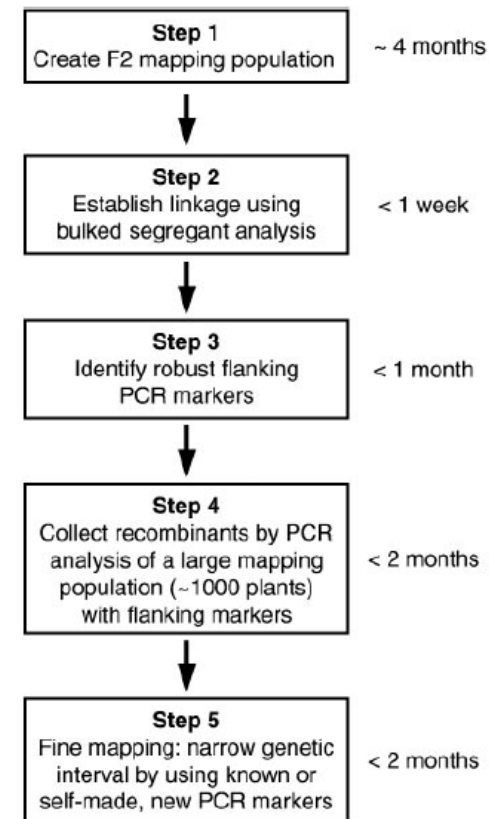 Step 1
Create F2 mapping population
~ 4 months
Step 2
Establish linkage using
bulked segregant analysis
< 1 week
Step 3
Identify robust flanking
PCR markers
< 1 month
Step 4
Collect recombinants by PCR
analysis of a large mapping
population (~1000 plants)
with flanking markers
< 2 months
Step 5
Fine mapping: narrow genetic
interval by using known or
self-made, new PCR markers
< 2 months